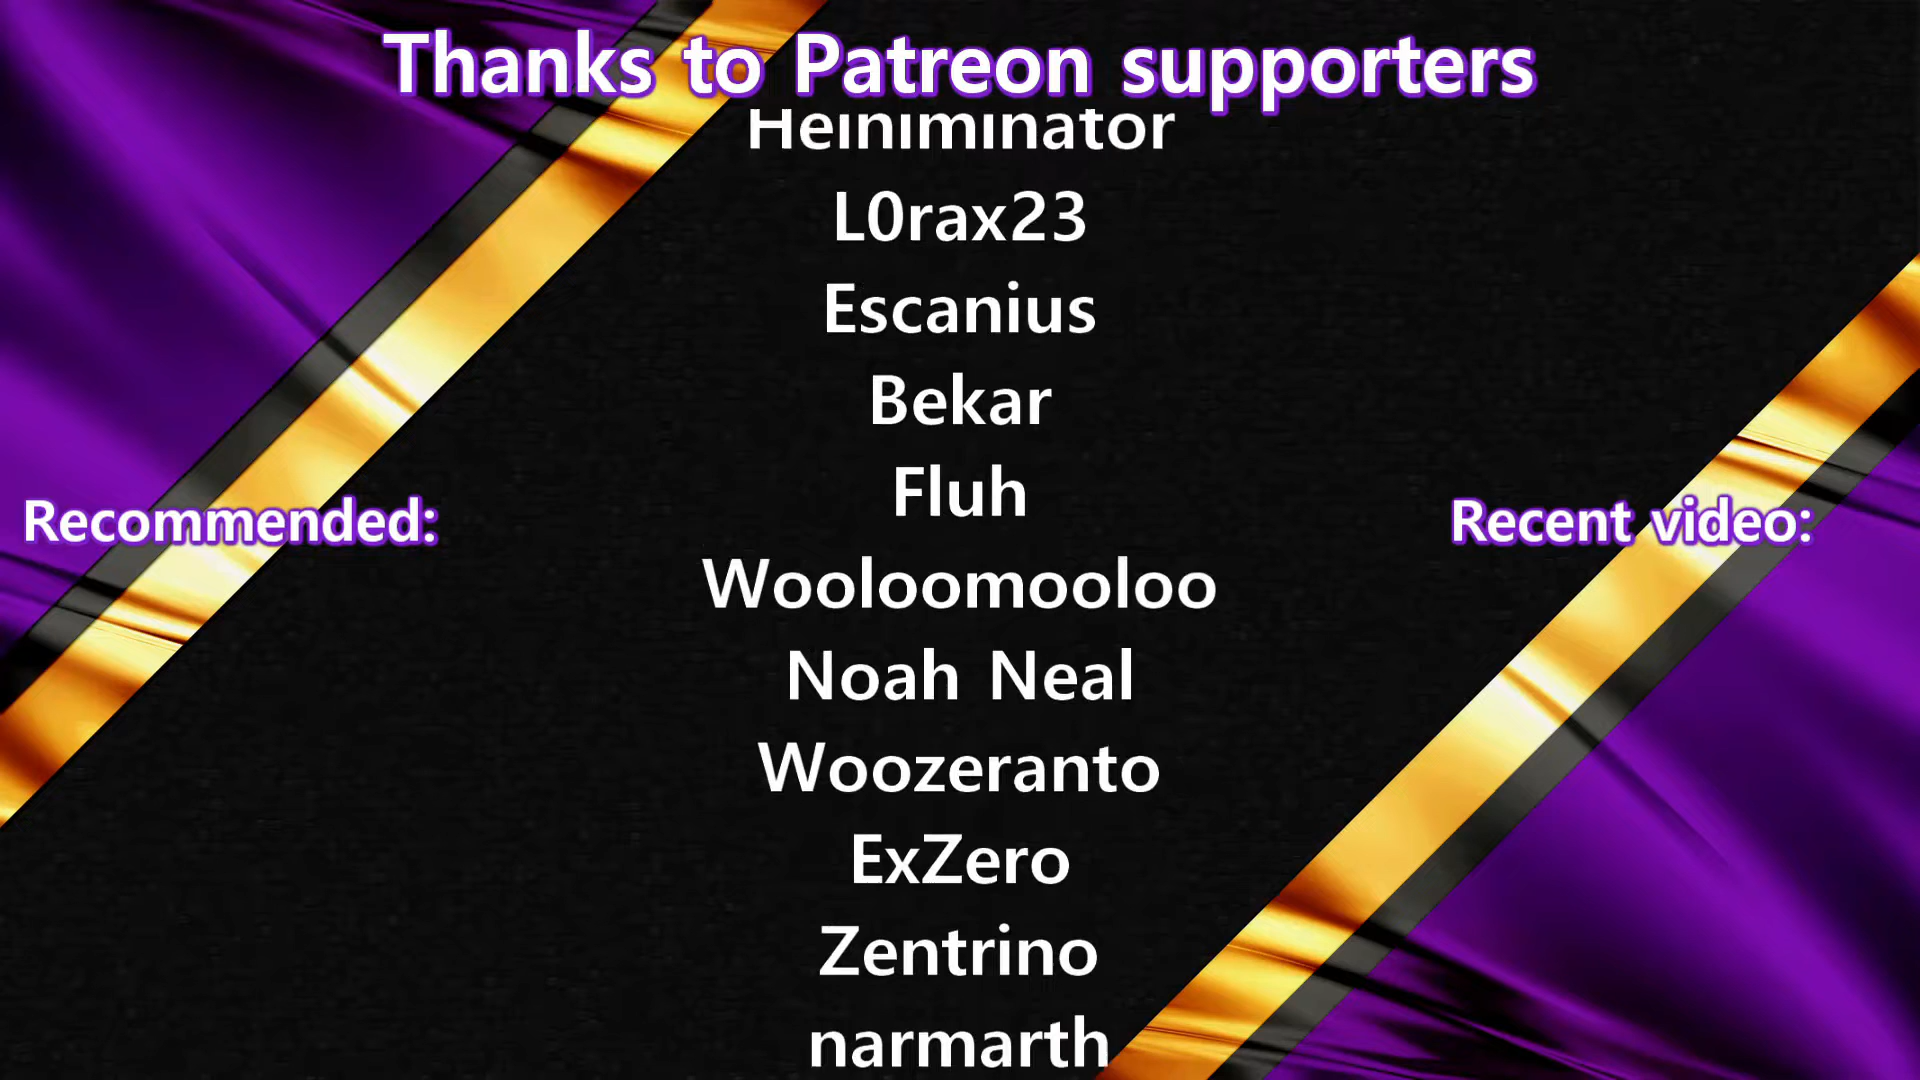 Thanks to Patreon supporters
Heiniminator
L0rax23
Escanius
Bekar
Fluh
Recommended:
Recent video:
Wooloomooloo
Noah Neal
Woozeranto
ExZero
Zentrino
narmarth